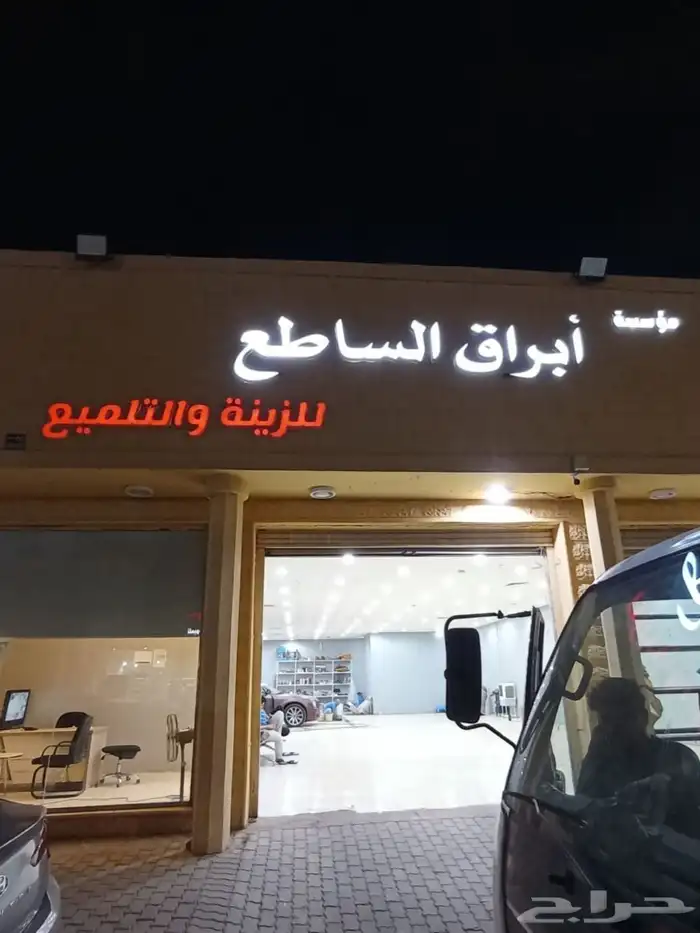 مؤسسة
أبراق الساطع
للزينة والتلميع
حراج